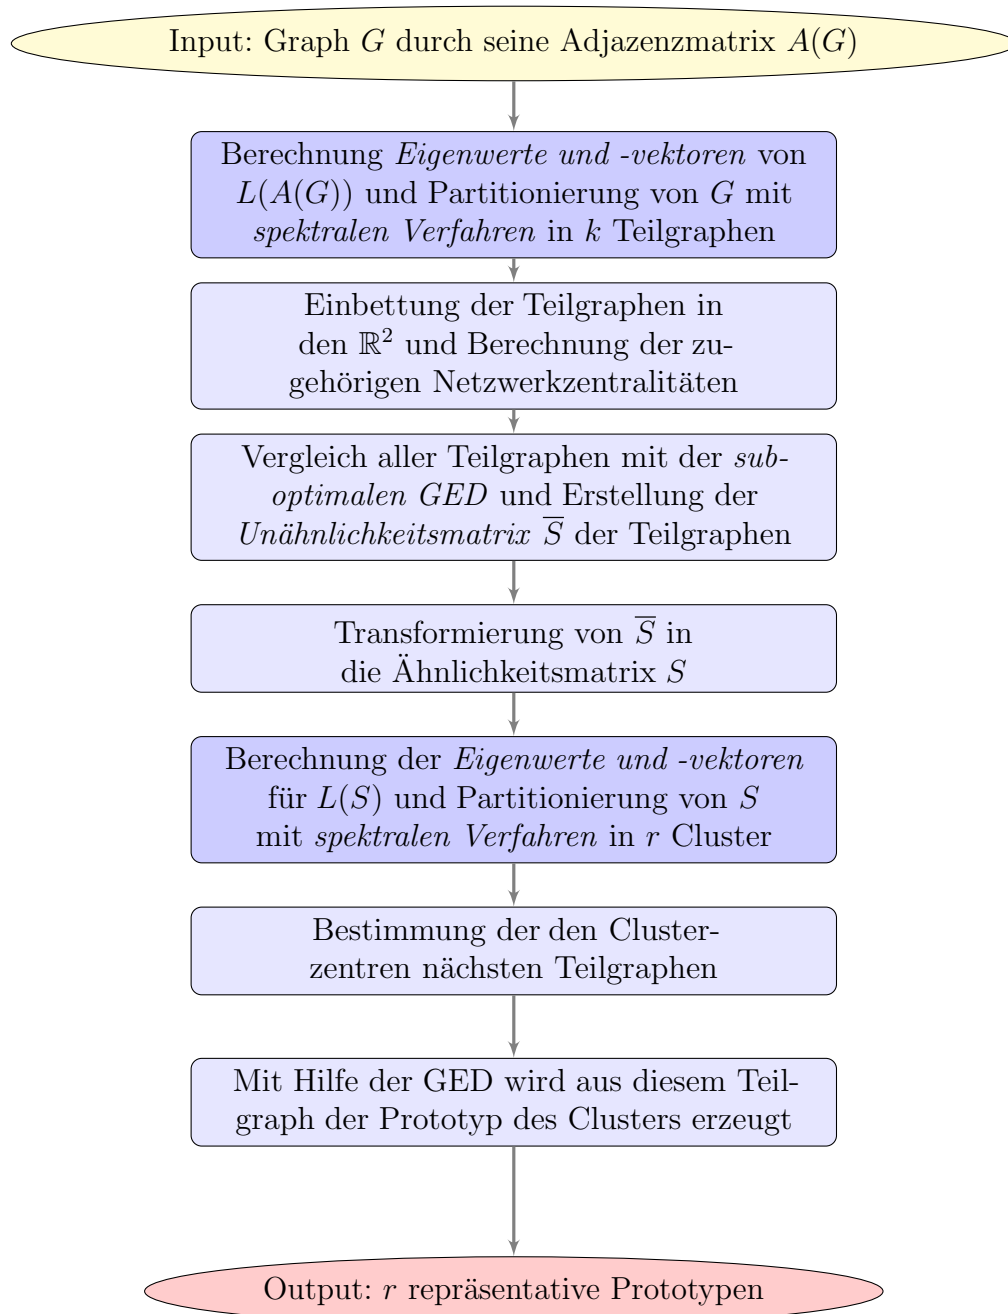 Input: Graph G durch seine Adjazenzmatrix A(G)
Berechnung Eigenwerte und -vektoren von
L(A(G)) und Partitionierung von G mit
spektralen Verfahren in k Teilgraphen
Einbettung der Teilgraphen in
den ℝ² und Berechnung der zu-
gehörigen Netzwerkzentralitäten
Vergleich aller Teilgraphen mit der sub-
optimalen GED und Erstellung der
Unähnlichkeitsmatrix S̅ der Teilgraphen
Transformierung von S̅ in
die Ähnlichkeitsmatrix S
Berechnung der Eigenwerte und -vektoren
für L(S) und Partitionierung von S
mit spektralen Verfahren in r Cluster
Bestimmung der den Cluster-
zentren nächsten Teilgraphen
Mit Hilfe der GED wird aus diesem Teil-
graph der Prototyp des Clusters erzeugt
Output: r repräsentative Prototypen